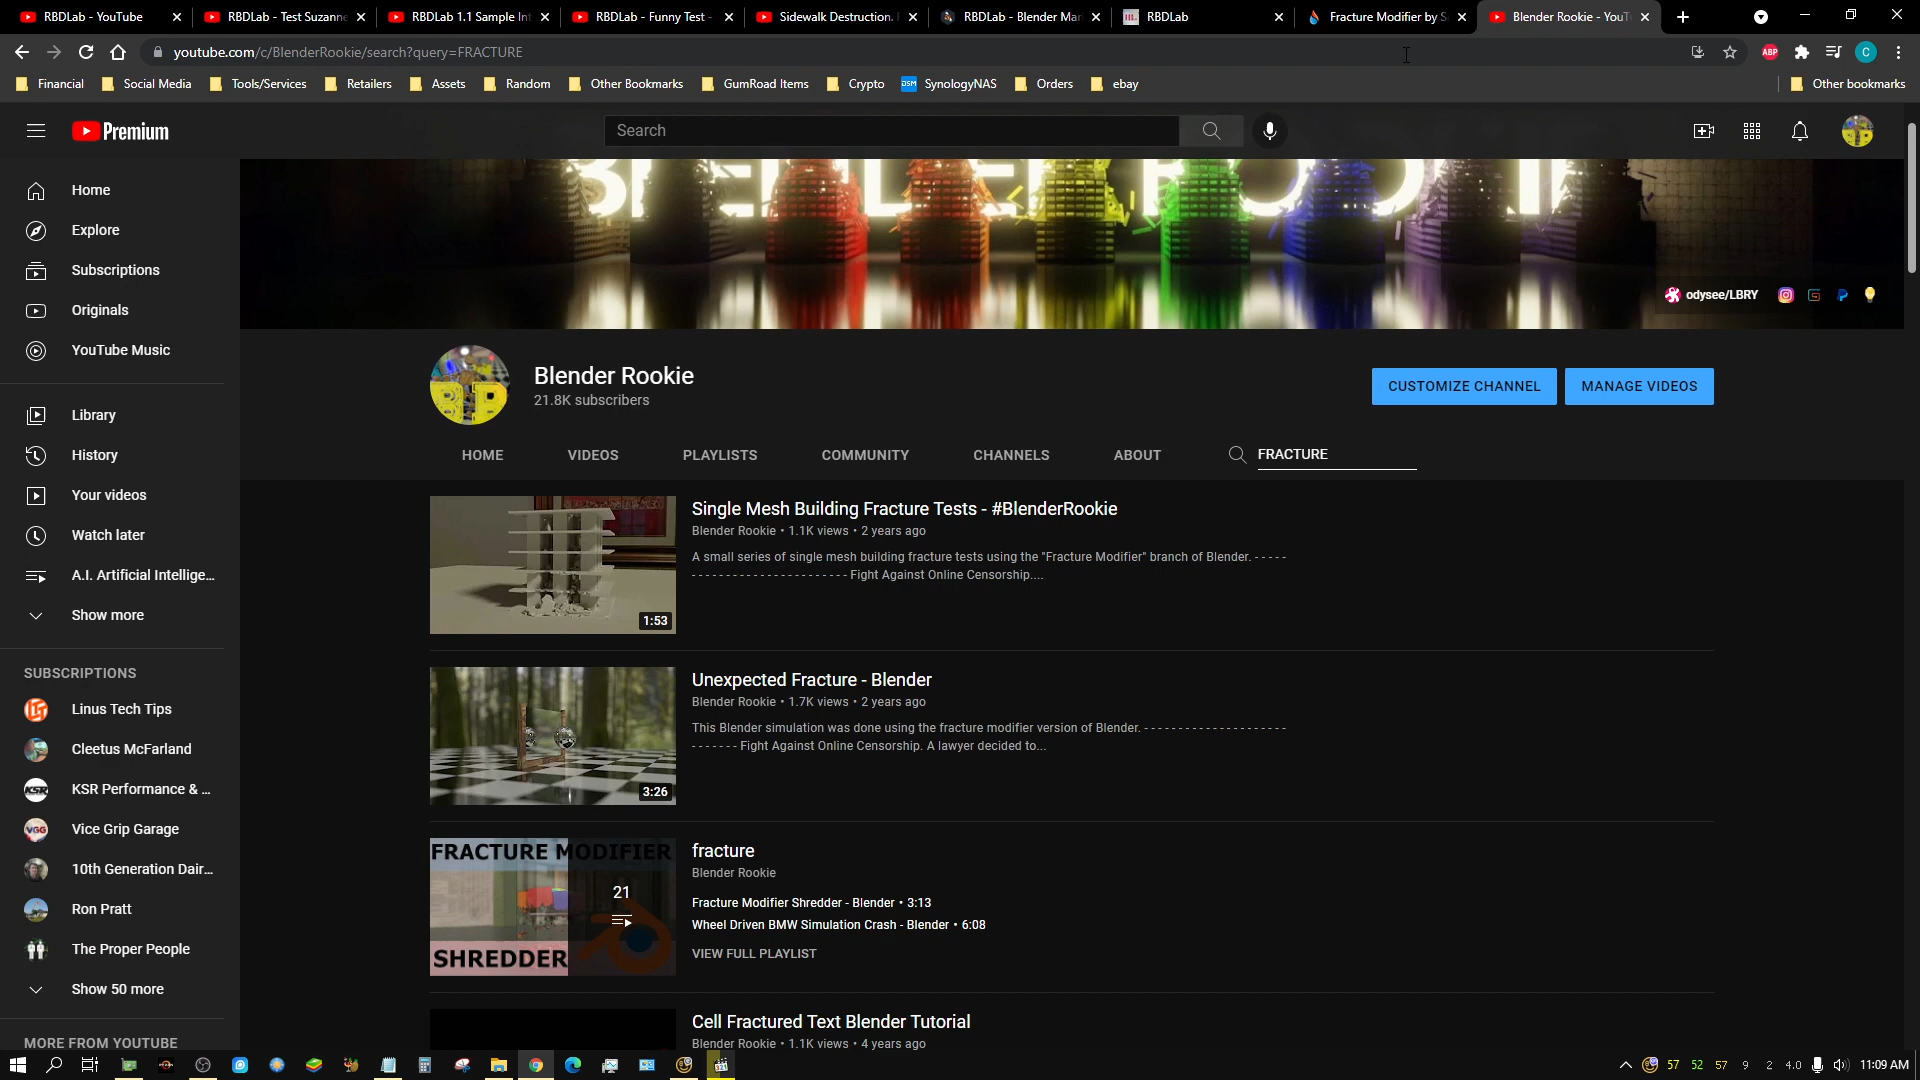 RBDLab - YouTube
RBDLab - Test Suzanne
RBDLab 1.1 Sample Int
RBDLab - Funny Test -
Sidewalk Destruction.
RBDLab - Blender Mar
RBDLab
Fracture Modifier by S
Blender Rookie - YouT
youtube.com/c/BlenderRookie/search?query=FRACTURE
ABP
C
Financial
Social Media
Tools/Services
Retailers
Assets
Random
Other Bookmarks
GumRoad Items
Crypto
DSM SynologyNAS
Orders
ebay
Other bookmarks
Premium
Search
Home
Explore
Subscriptions
Originals
YouTube Music
Library
History
Your videos
Watch later
A.I. Artificial Intellige...
Show more
SUBSCRIPTIONS
Linus Tech Tips
Cleetus McFarland
KSR Performance & ...
Vice Grip Garage
10th Generation Dair...
Ron Pratt
The Proper People
Show 50 more
MORE FROM YOUTUBE
BLENDER ROOKIE
odysee/LBRY
Blender Rookie
21.8K subscribers
CUSTOMIZE CHANNEL
MANAGE VIDEOS
HOME
VIDEOS
PLAYLISTS
COMMUNITY
CHANNELS
ABOUT
FRACTURE
1:53
Single Mesh Building Fracture Tests - #BlenderRookie
Blender Rookie • 1.1K views • 2 years ago
A small series of single mesh building fracture tests using the "Fracture Modifier" branch of Blender. - - - - -
- - - - - - - - - - - - - - - - - - - - - - - Fight Against Online Censorship....
3:26
Unexpected Fracture - Blender
Blender Rookie • 1.7K views • 2 years ago
This Blender simulation was done using the fracture modifier version of Blender. - - - - - - - - - - - - - - - - - - - - -
- - - - - - - Fight Against Online Censorship. A lawyer decided to...
FRACTURE MODIFIER
21
SHREDDER
fracture
Blender Rookie
Fracture Modifier Shredder - Blender • 3:13
Wheel Driven BMW Simulation Crash - Blender • 6:08
VIEW FULL PLAYLIST
Cell Fractured Text Blender Tutorial
Blender Rookie • 1.1K views • 4 years ago
57 52 57 9 2 4.0
11:09 AM